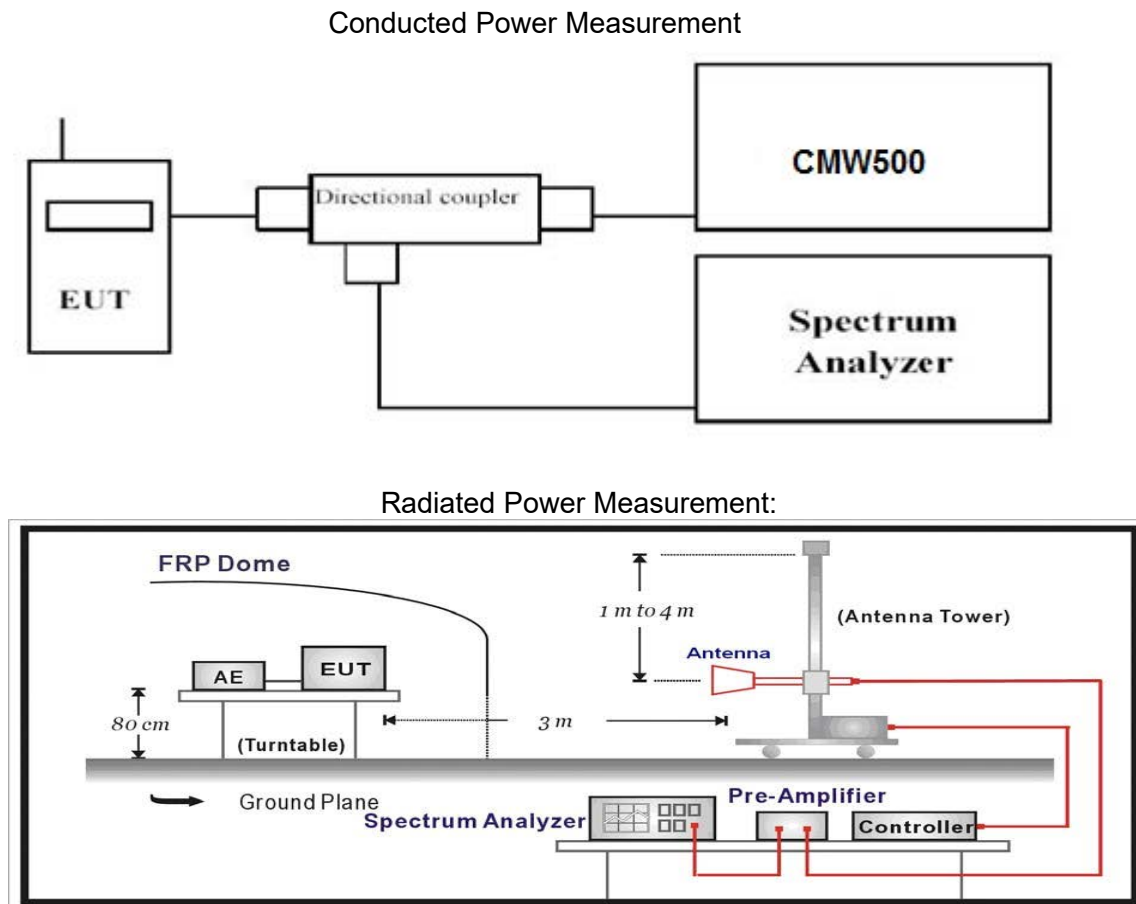 Conducted Power Measurement
CMW500
Directional coupler
EUT
Spectrum
Analyzer
Radiated Power Measurement:
FRP Dome
1 m to 4 m
(Antenna Tower)
Antenna
AE
EUT
80 cm
3 m
(Turntable)
Ground Plane
Pre-Amplifier
Spectrum Analyzer
Controller